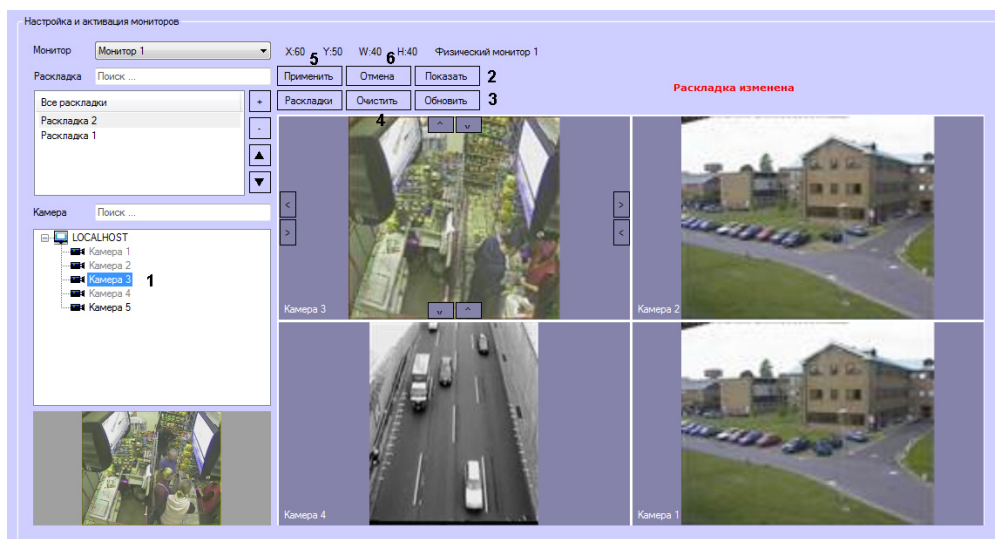 Настройка и активация мониторов
Монитор Монитор 1 X:60 Y:50 W:40 H:40 Физический монитор 1
5 6
Раскладка Поиск ... Применить Отмена Показать 2
Раскладка изменена
Все раскладки + Раскладки Очистить Обновить 3
4
Раскладка 2
Раскладка 1 -
▲
▼
^ v
< >
> <
Камера Поиск ...
LOCALHOST
Камера 1
Камера 2
Камера 3 1
Камера 4
Камера 5
v ^
Камера 3 Камера 2
Камера 4 Камера 1